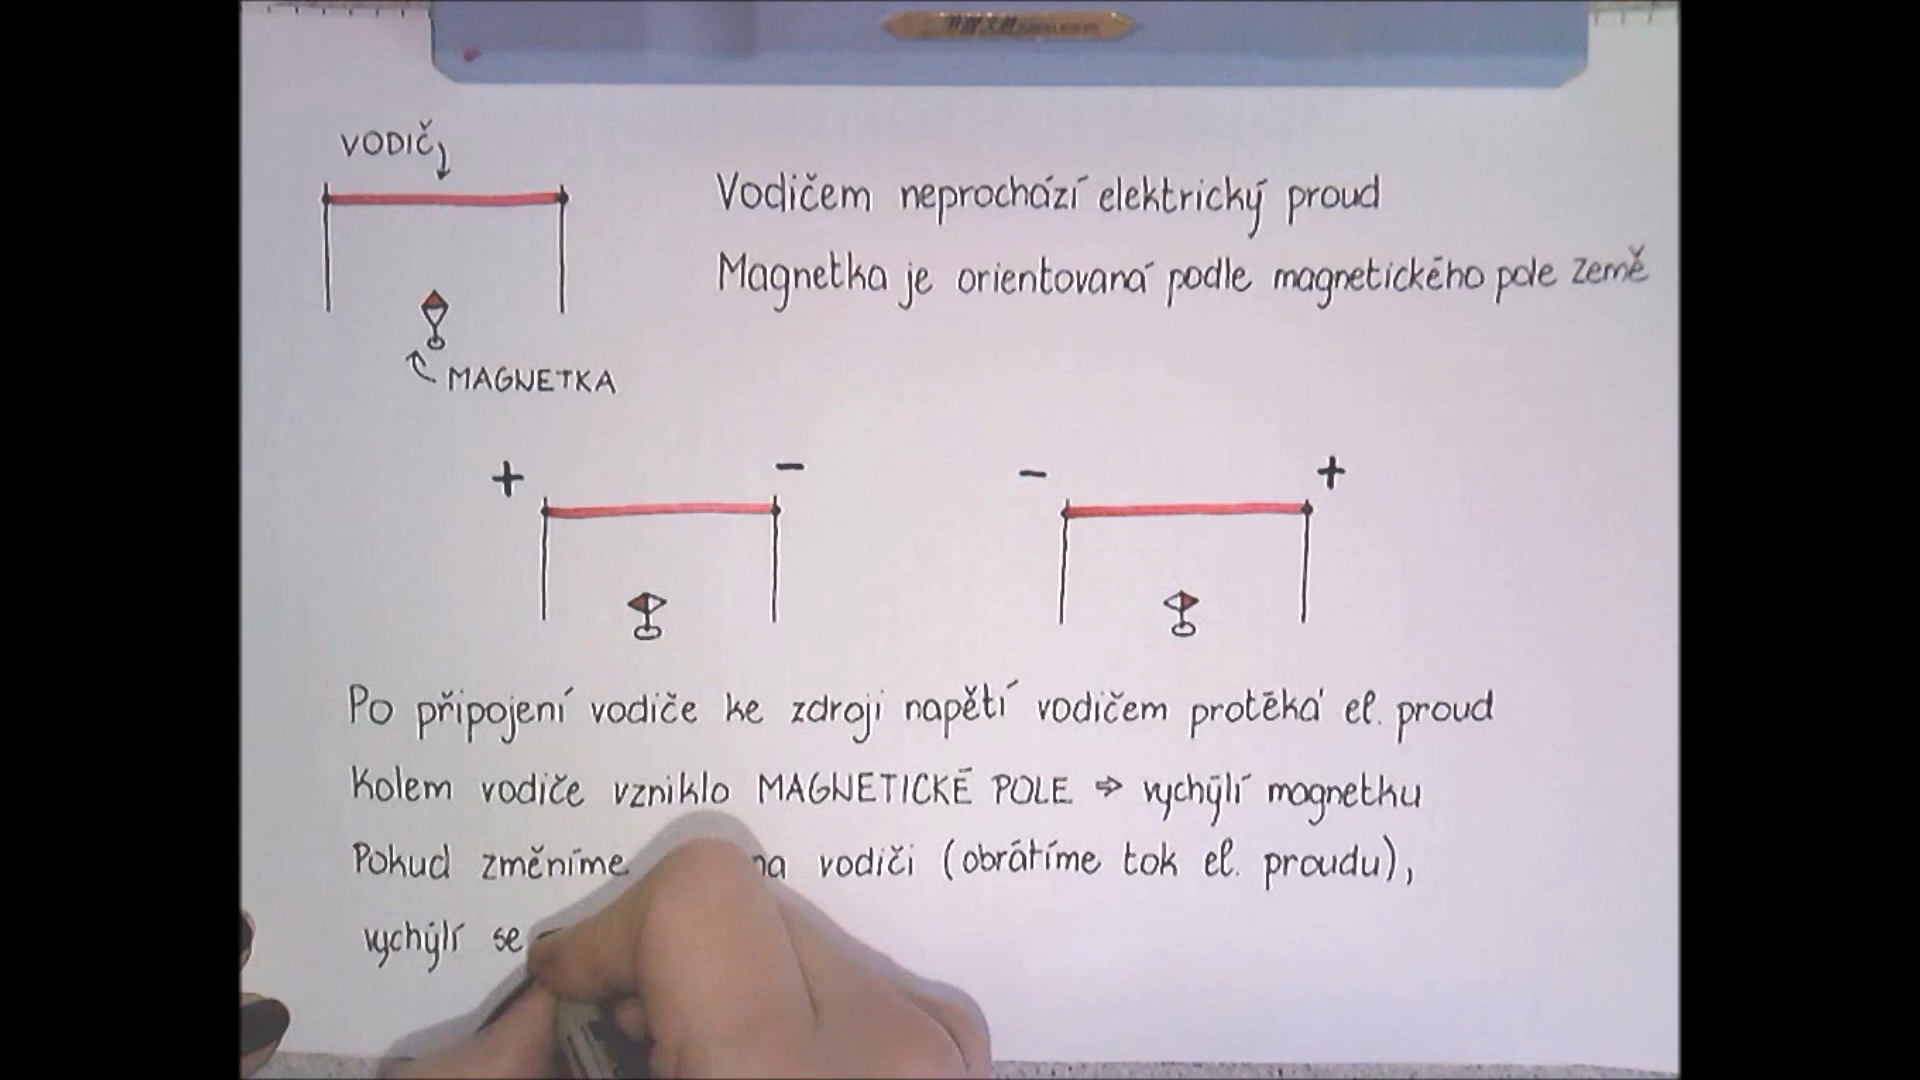 VODIČ
Vodičem neprochází elektrický proud
Magnetka je orientovaná podle magnetického pole země
MAGNETKA
+ −
− +
Po připojení vodiče ke zdroji napětí vodičem protéká el. proud
Kolem vodiče vzniklo MAGNETICKÉ POLE ⇒ vychýlí magnetku
Pokud změníme na vodiči (obrátíme tok el. proudu),
vychýlí se